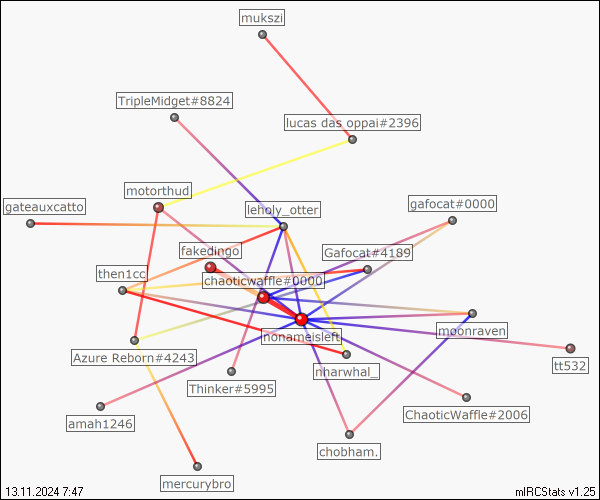 mukszi
TripleMidget#8824
lucas das oppai#2396
motorthud
gateauxcatto
leholy_otter
gafocat#0000
fakedingo
Gafocat#4189
then1cc
chaoticwaffle#0000
nonameisleft
moonraven
Azure Reborn#4243
nharwhal_
tt532
Thinker#5995
ChaoticWaffle#2006
amah1246
chobham.
mercurybro
13.11.2024 7:47
mIRCStats v1.25